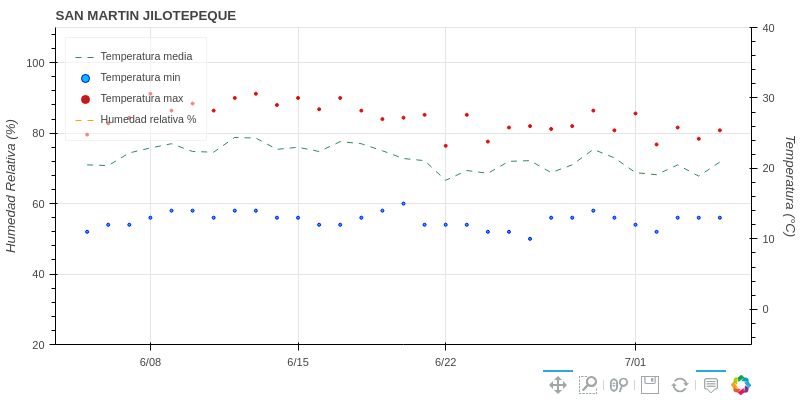 SAN MARTIN JILOTEPEQUE
Temperatura media
Temperatura min
Temperatura max
Humedad relativa %
Humedad Relativa (%)
100
80
60
40
20
Temperatura (°C)
40
30
20
10
0
6/08
6/15
6/22
7/01